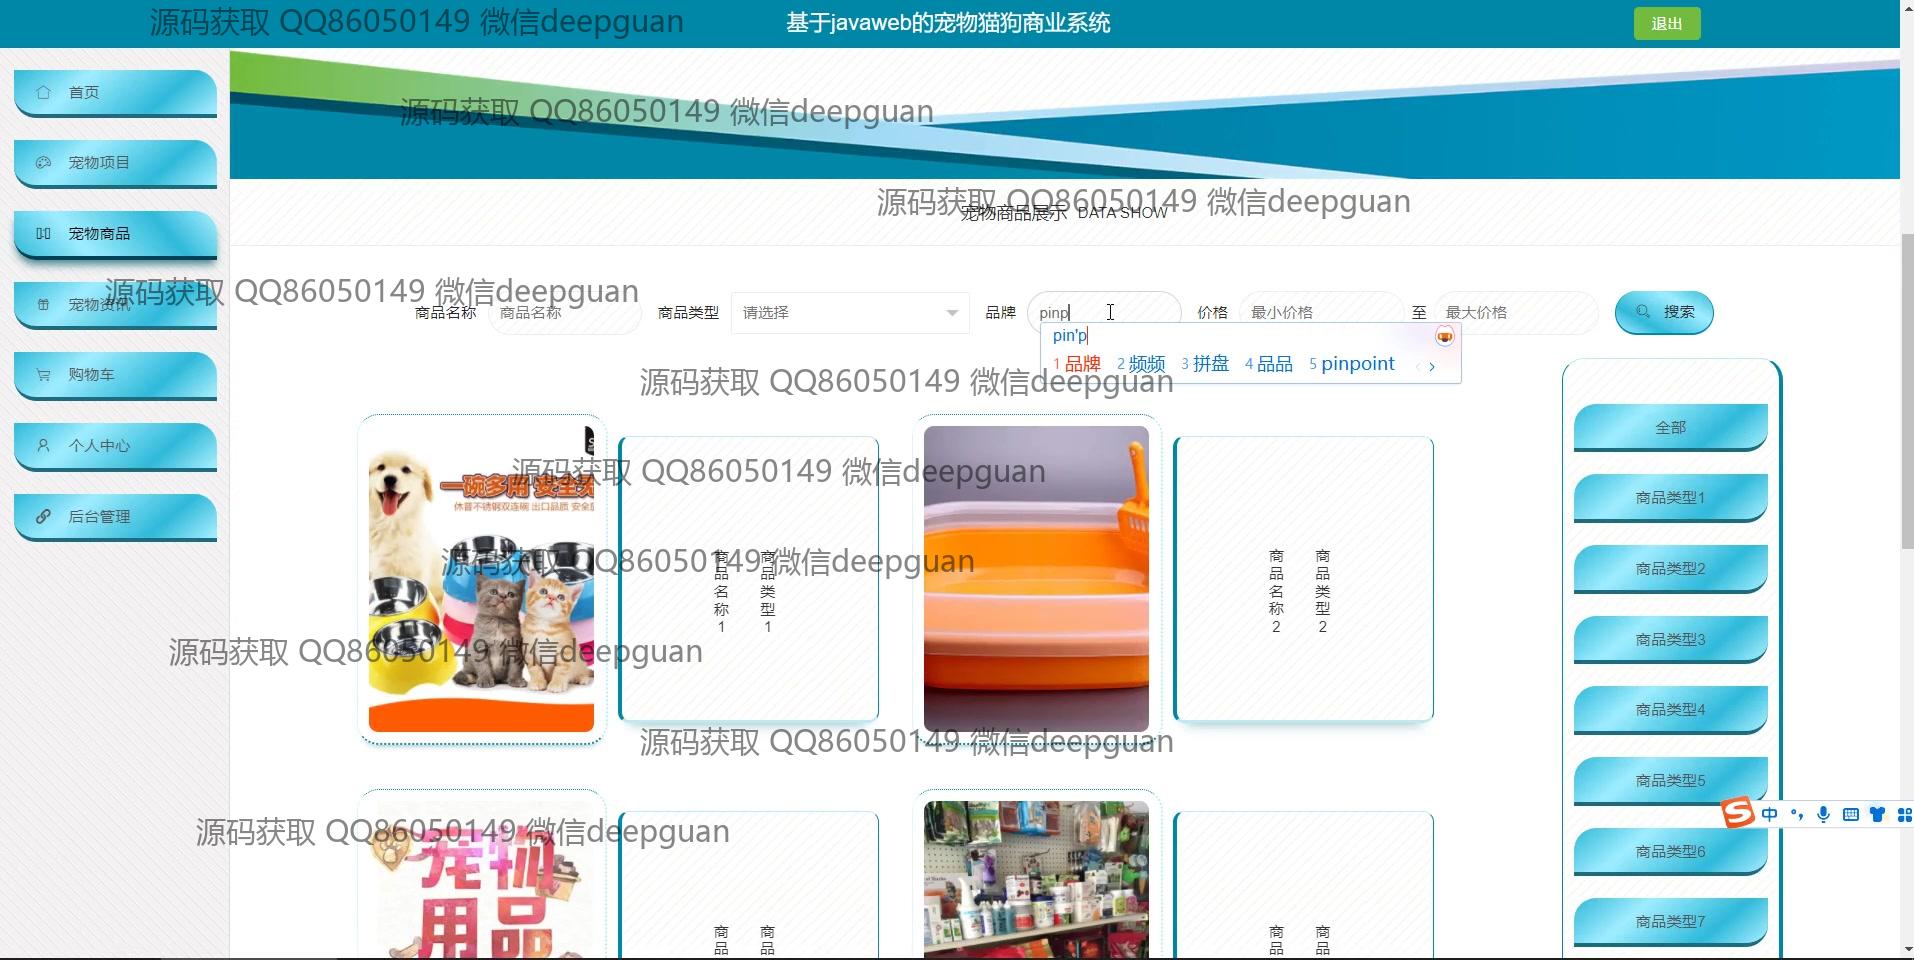 源码获取 QQ86050149 微信deepguan
基于javaweb的宠物猫狗商业系统
退出
首页
源码获取 QQ86050149 微信deepguan
宠物项目
源码获取 QQ86050149 微信deepguan
宠物商品展示 DATA SHOW
宠物商品
源码获取 QQ86050149 微信deepguan
宠物资讯
商品名称 商品名称 商品类型 请选择 品牌 pinp 价格 最小价格 至 最大价格 搜索
pin'p
1 品牌 2 频频 3 拼盘 4 品品 5 pinpoint
购物车
源码获取 QQ86050149 微信deepguan
个人中心
全部
源码获取 QQ86050149 微信deepguan
一碗多用 安全
休普不锈钢双连碗 出口品质 安全
后台管理
商品类型1
源码获取 QQ86050149 微信deepguan
商品名称1
商品类型1
商品名称2
商品类型2
商品类型2
商品类型3
源码获取 QQ86050149 微信deepguan
商品类型4
源码获取 QQ86050149 微信deepguan
商品类型5
中
源码获取 QQ86050149 微信deepguan
宠物
用品
商品类型6
商品类型7
商品
商品
商品
商品